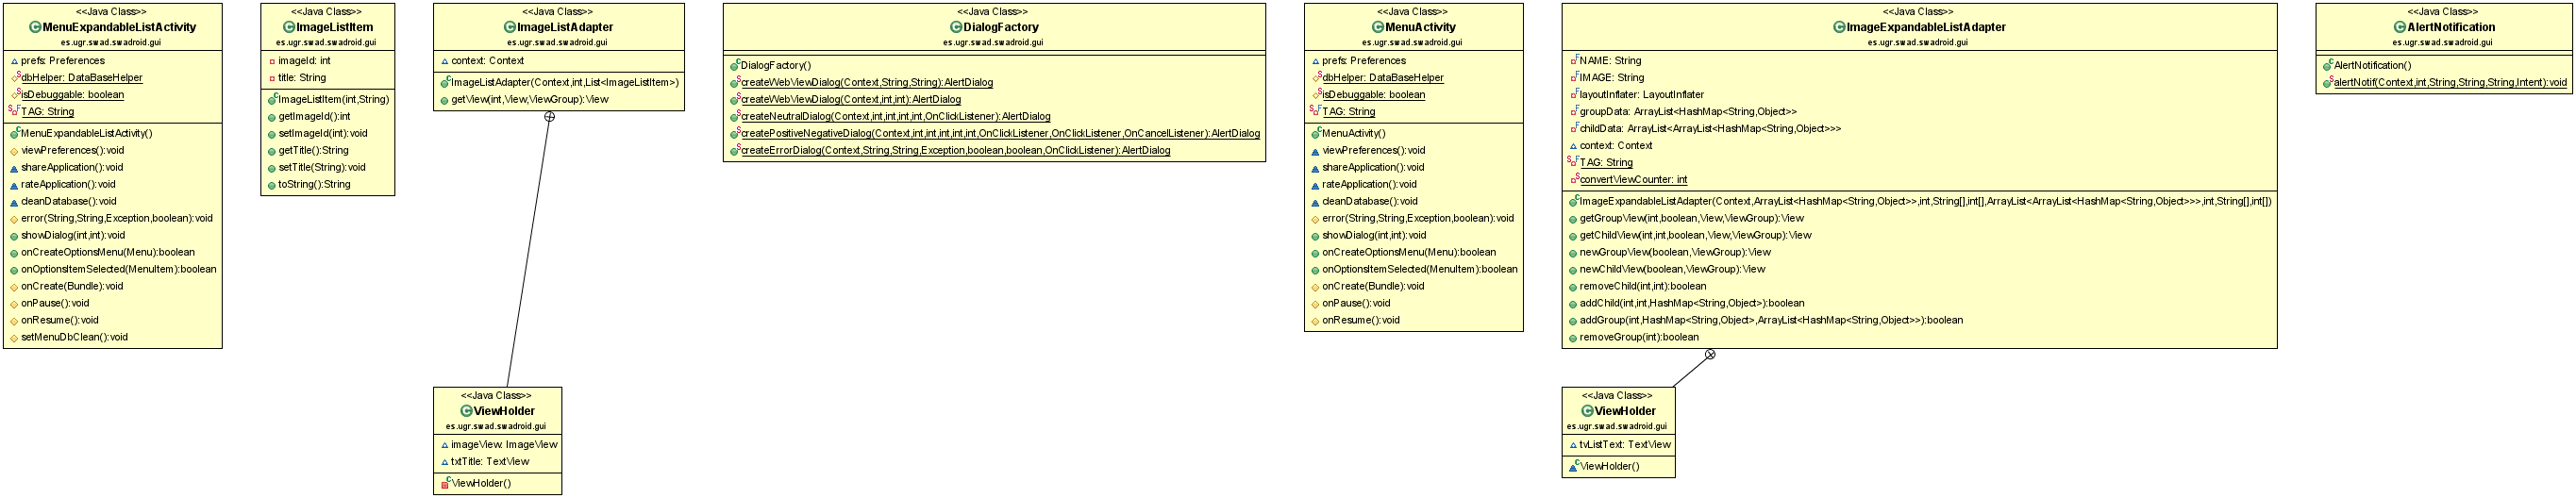 <<Java Class>>
MenuExpandableListActivity
es.ugr.swad.swadroid.gui
prefs: Preferences
dbHelper: DataBaseHelper
isDebuggable: boolean
TAG: String
MenuExpandableListActivity()
viewPreferences():void
shareApplication():void
rateApplication():void
cleanDatabase():void
error(String,String,Exception,boolean):void
showDialog(int,int):void
onCreateOptionsMenu(Menu):boolean
onOptionsItemSelected(MenuItem):boolean
onCreate(Bundle):void
onPause():void
onResume():void
setMenuDbClean():void
<<Java Class>>
ImageListItem
es.ugr.swad.swadroid.gui
imageId: int
title: String
ImageListItem(int,String)
getImageId():int
setImageId(int):void
getTitle():String
setTitle(String):void
toString():String
<<Java Class>>
ImageListAdapter
es.ugr.swad.swadroid.gui
context: Context
ImageListAdapter(Context,int,List<ImageListItem>)
getView(int,View,ViewGroup):View
<<Java Class>>
ViewHolder
es.ugr.swad.swadroid.gui
imageView: ImageView
txtTitle: TextView
ViewHolder()
<<Java Class>>
DialogFactory
es.ugr.swad.swadroid.gui
DialogFactory()
createWebViewDialog(Context,String,String):AlertDialog
createWebViewDialog(Context,int,int):AlertDialog
createNeutralDialog(Context,int,int,int,int,OnClickListener):AlertDialog
createPositiveNegativeDialog(Context,int,int,int,int,int,OnClickListener,OnClickListener,OnCancelListener):AlertDialog
createErrorDialog(Context,String,String,Exception,boolean,boolean,OnClickListener):AlertDialog
<<Java Class>>
MenuActivity
es.ugr.swad.swadroid.gui
prefs: Preferences
dbHelper: DataBaseHelper
isDebuggable: boolean
TAG: String
MenuActivity()
viewPreferences():void
shareApplication():void
rateApplication():void
cleanDatabase():void
error(String,String,Exception,boolean):void
showDialog(int,int):void
onCreateOptionsMenu(Menu):boolean
onOptionsItemSelected(MenuItem):boolean
onCreate(Bundle):void
onPause():void
onResume():void
<<Java Class>>
ImageExpandableListAdapter
es.ugr.swad.swadroid.gui
NAME: String
IMAGE: String
layoutInflater: LayoutInflater
groupData: ArrayList<HashMap<String,Object>>
childData: ArrayList<ArrayList<HashMap<String,Object>>>
context: Context
TAG: String
convertViewCounter: int
ImageExpandableListAdapter(Context,ArrayList<HashMap<String,Object>>,int,String[],int[],ArrayList<ArrayList<HashMap<String,Object>>>,int,String[],int[])
getGroupView(int,boolean,View,ViewGroup):View
getChildView(int,int,boolean,View,ViewGroup):View
newGroupView(boolean,ViewGroup):View
newChildView(boolean,ViewGroup):View
removeChild(int,int):boolean
addChild(int,int,HashMap<String,Object>):boolean
addGroup(int,HashMap<String,Object>,ArrayList<HashMap<String,Object>>):boolean
removeGroup(int):boolean
<<Java Class>>
ViewHolder
es.ugr.swad.swadroid.gui
tvListText: TextView
ViewHolder()
<<Java Class>>
AlertNotification
es.ugr.swad.swadroid.gui
AlertNotification()
alertNotif(Context,int,String,String,String,Intent):void